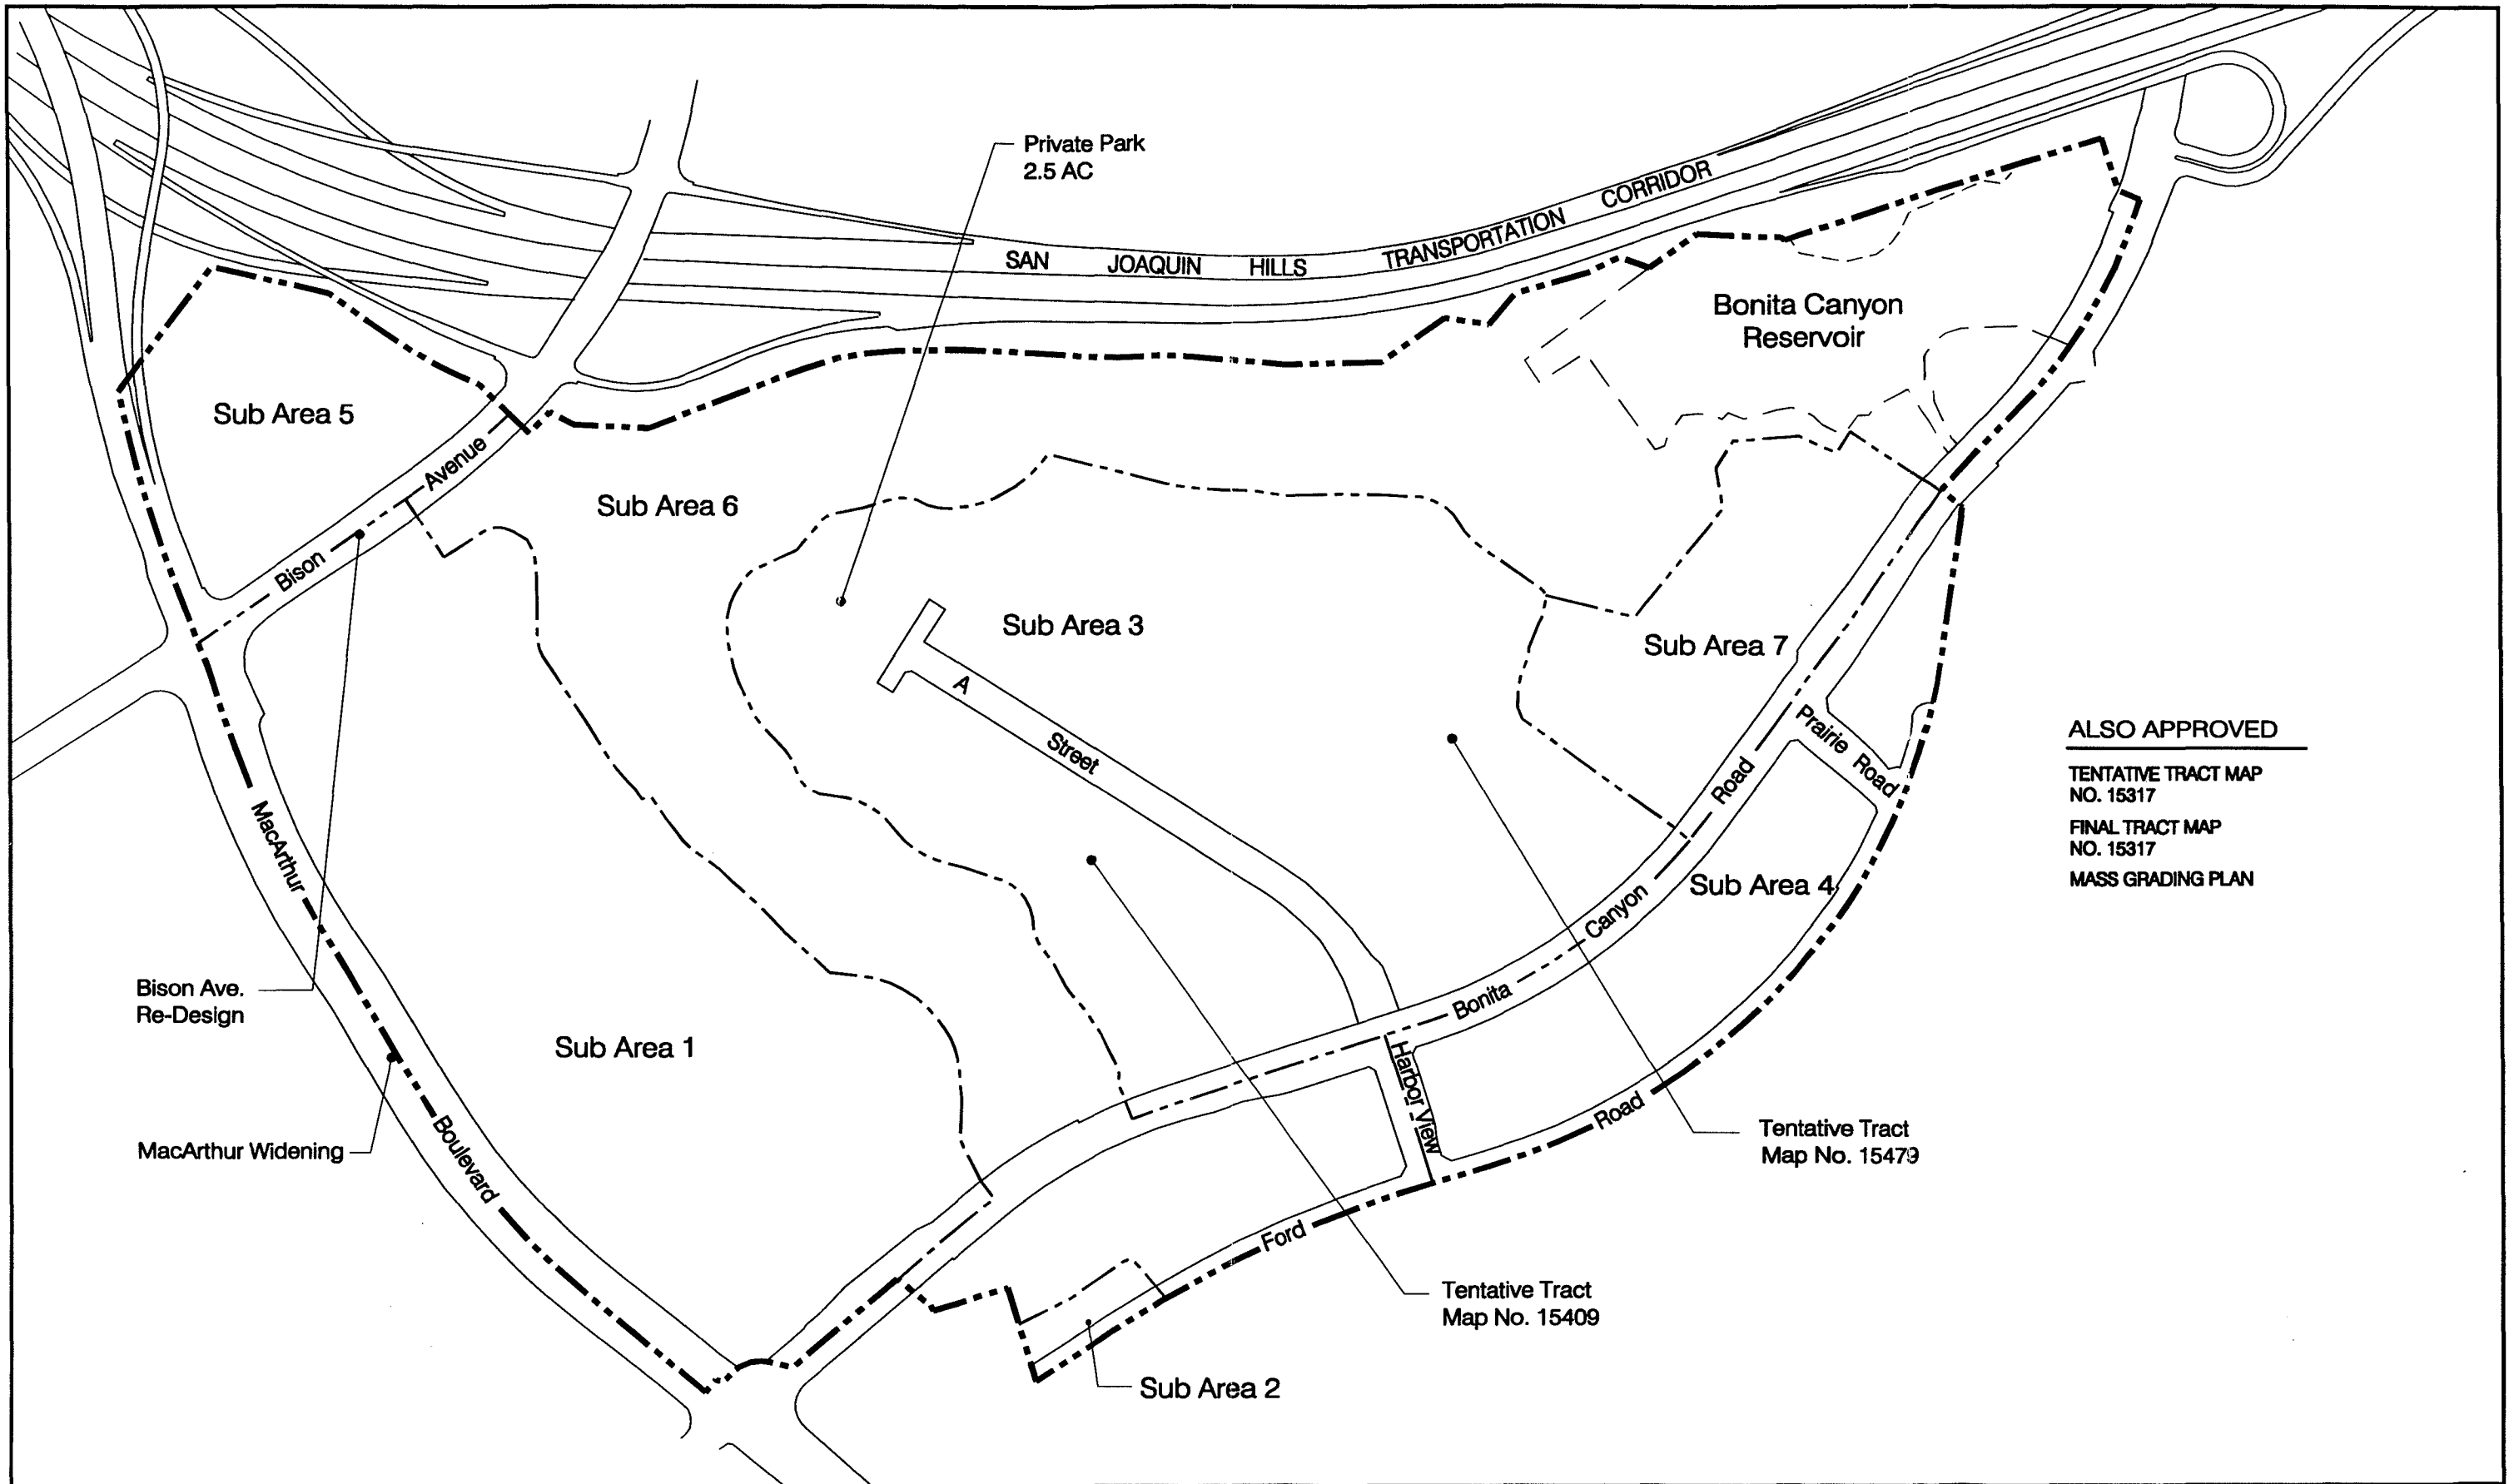 Private Park
2.5 AC
SAN JOAQUIN HILLS TRANSPORTATION CORRIDOR
Bonita Canyon
Reservoir
Sub Area 5
Bison Avenue
Sub Area 6
Sub Area 3
Sub Area 7
A Street
Prairie Road
ALSO APPROVED
TENTATIVE TRACT MAP
NO. 15317
FINAL TRACT MAP
NO. 15317
MASS GRADING PLAN
MacArthur Boulevard
Sub Area 4
Bonita Canyon Road
Bison Ave.
Re-Design
Sub Area 1
Harbor View
MacArthur Widening
Ford Road
Tentative Tract
Map No. 15479
Tentative Tract
Map No. 15409
Sub Area 2